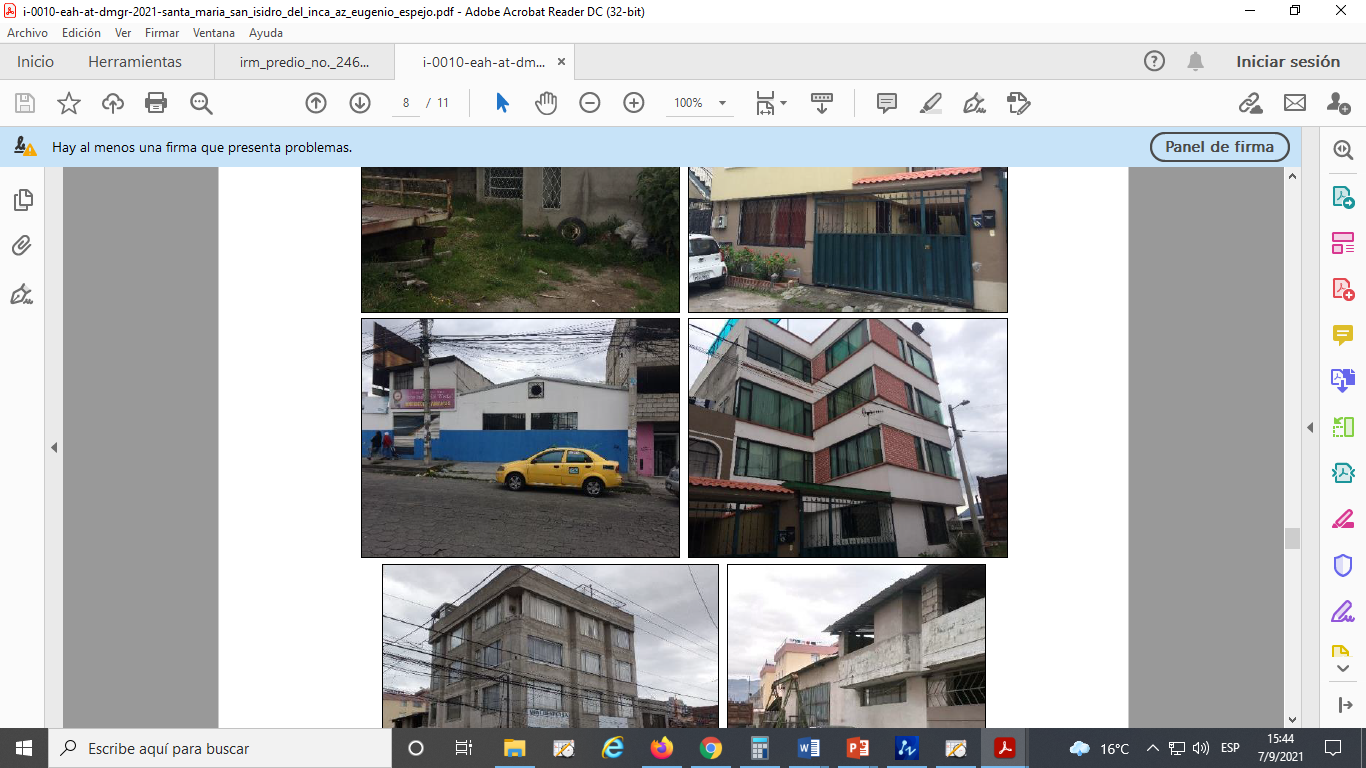 i-0010-eah-at-dmgr-2021-santa_maria_san_isidro_del_inca_az_eugenio_espejo.pdf - Adobe Acrobat Reader DC (32-bit)
Archivo Edición Ver Firmar Ventana Ayuda
Inicio Herramientas irm_predio_no._246... i-0010-eah-at-dm... Iniciar sesión
8 / 11 100%
Hay al menos una firma que presenta problemas. Panel de firma
Escribe aquí para buscar 16°C ESP 15:44
7/9/2021